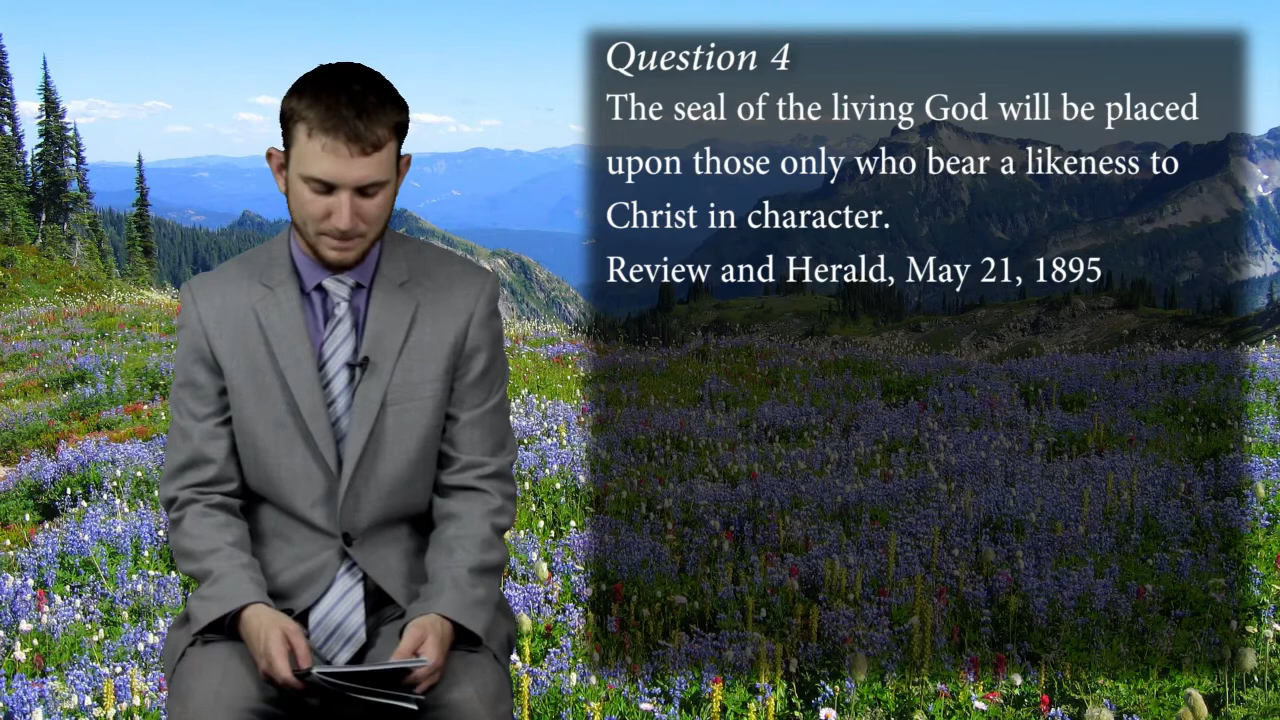 Question 4
The seal of the living God will be placed
upon those only who bear a likeness to
Christ in character.
Review and Herald, May 21, 1895